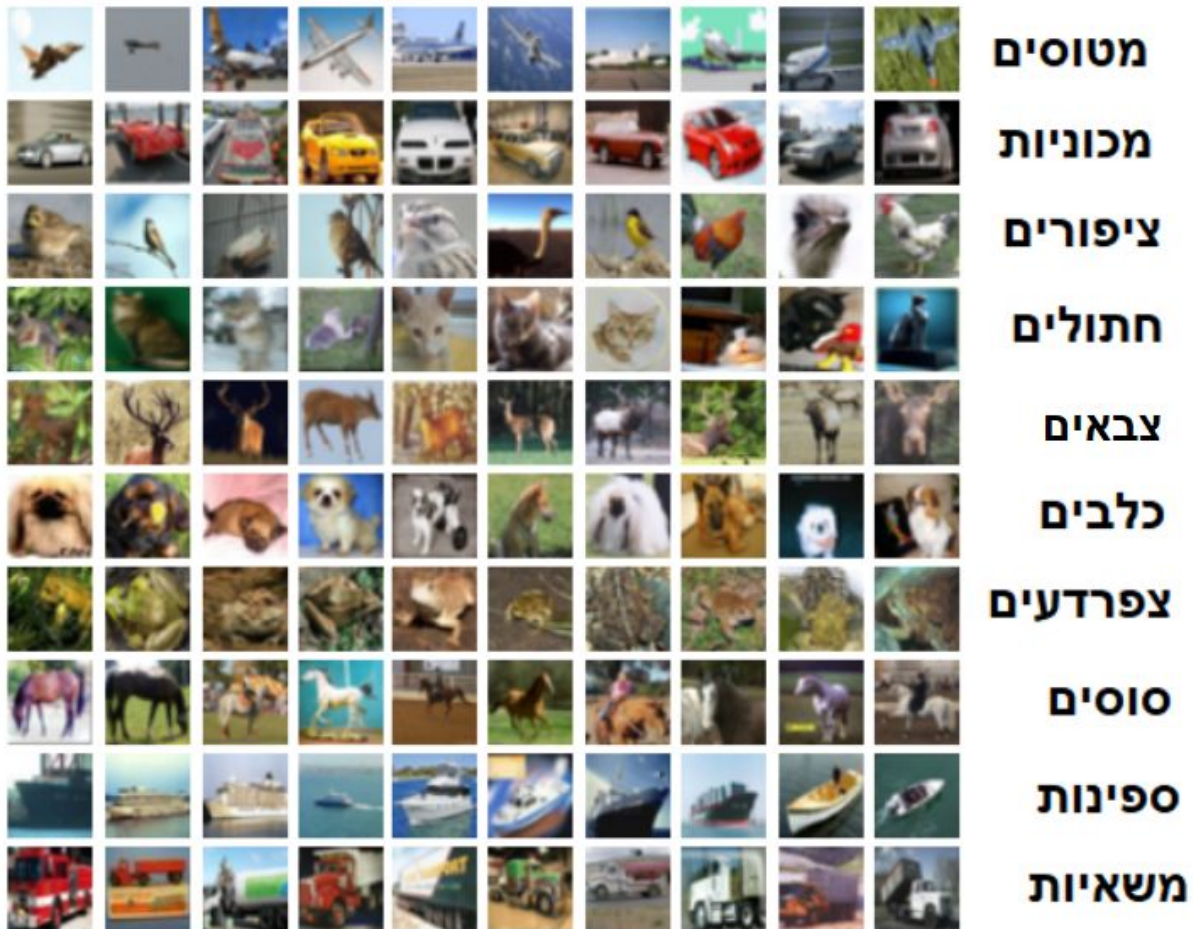 מטוסים
מכוניות
ציפורים
חתולים
צבאים
כלבים
צפרדעים
סוסים
ספינות
משאיות